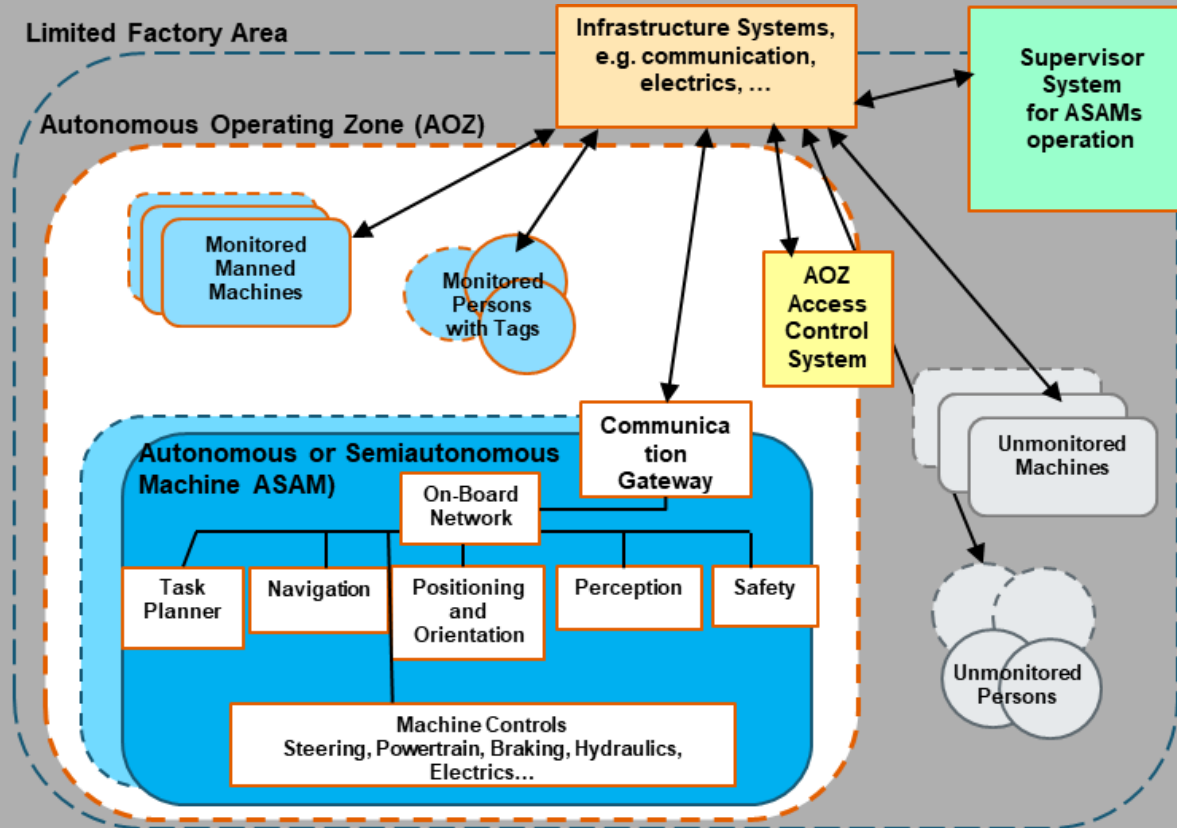 Limited Factory Area
Infrastructure Systems,
e.g. communication,
electrics, …
Supervisor
System
for ASAMs
operation
Autonomous Operating Zone (AOZ)
Monitored
Manned
Machines
Monitored
Persons
with Tags
AOZ
Access
Control
System
Unmonitored
Machines
Communica
tion
Gateway
Autonomous or Semiautonomous
Machine ASAM)
On-Board
Network
Task
Planner
Navigation
Positioning
and
Orientation
Perception
Safety
Unmonitored
Persons
Machine Controls
Steering, Powertrain, Braking, Hydraulics,
Electrics…